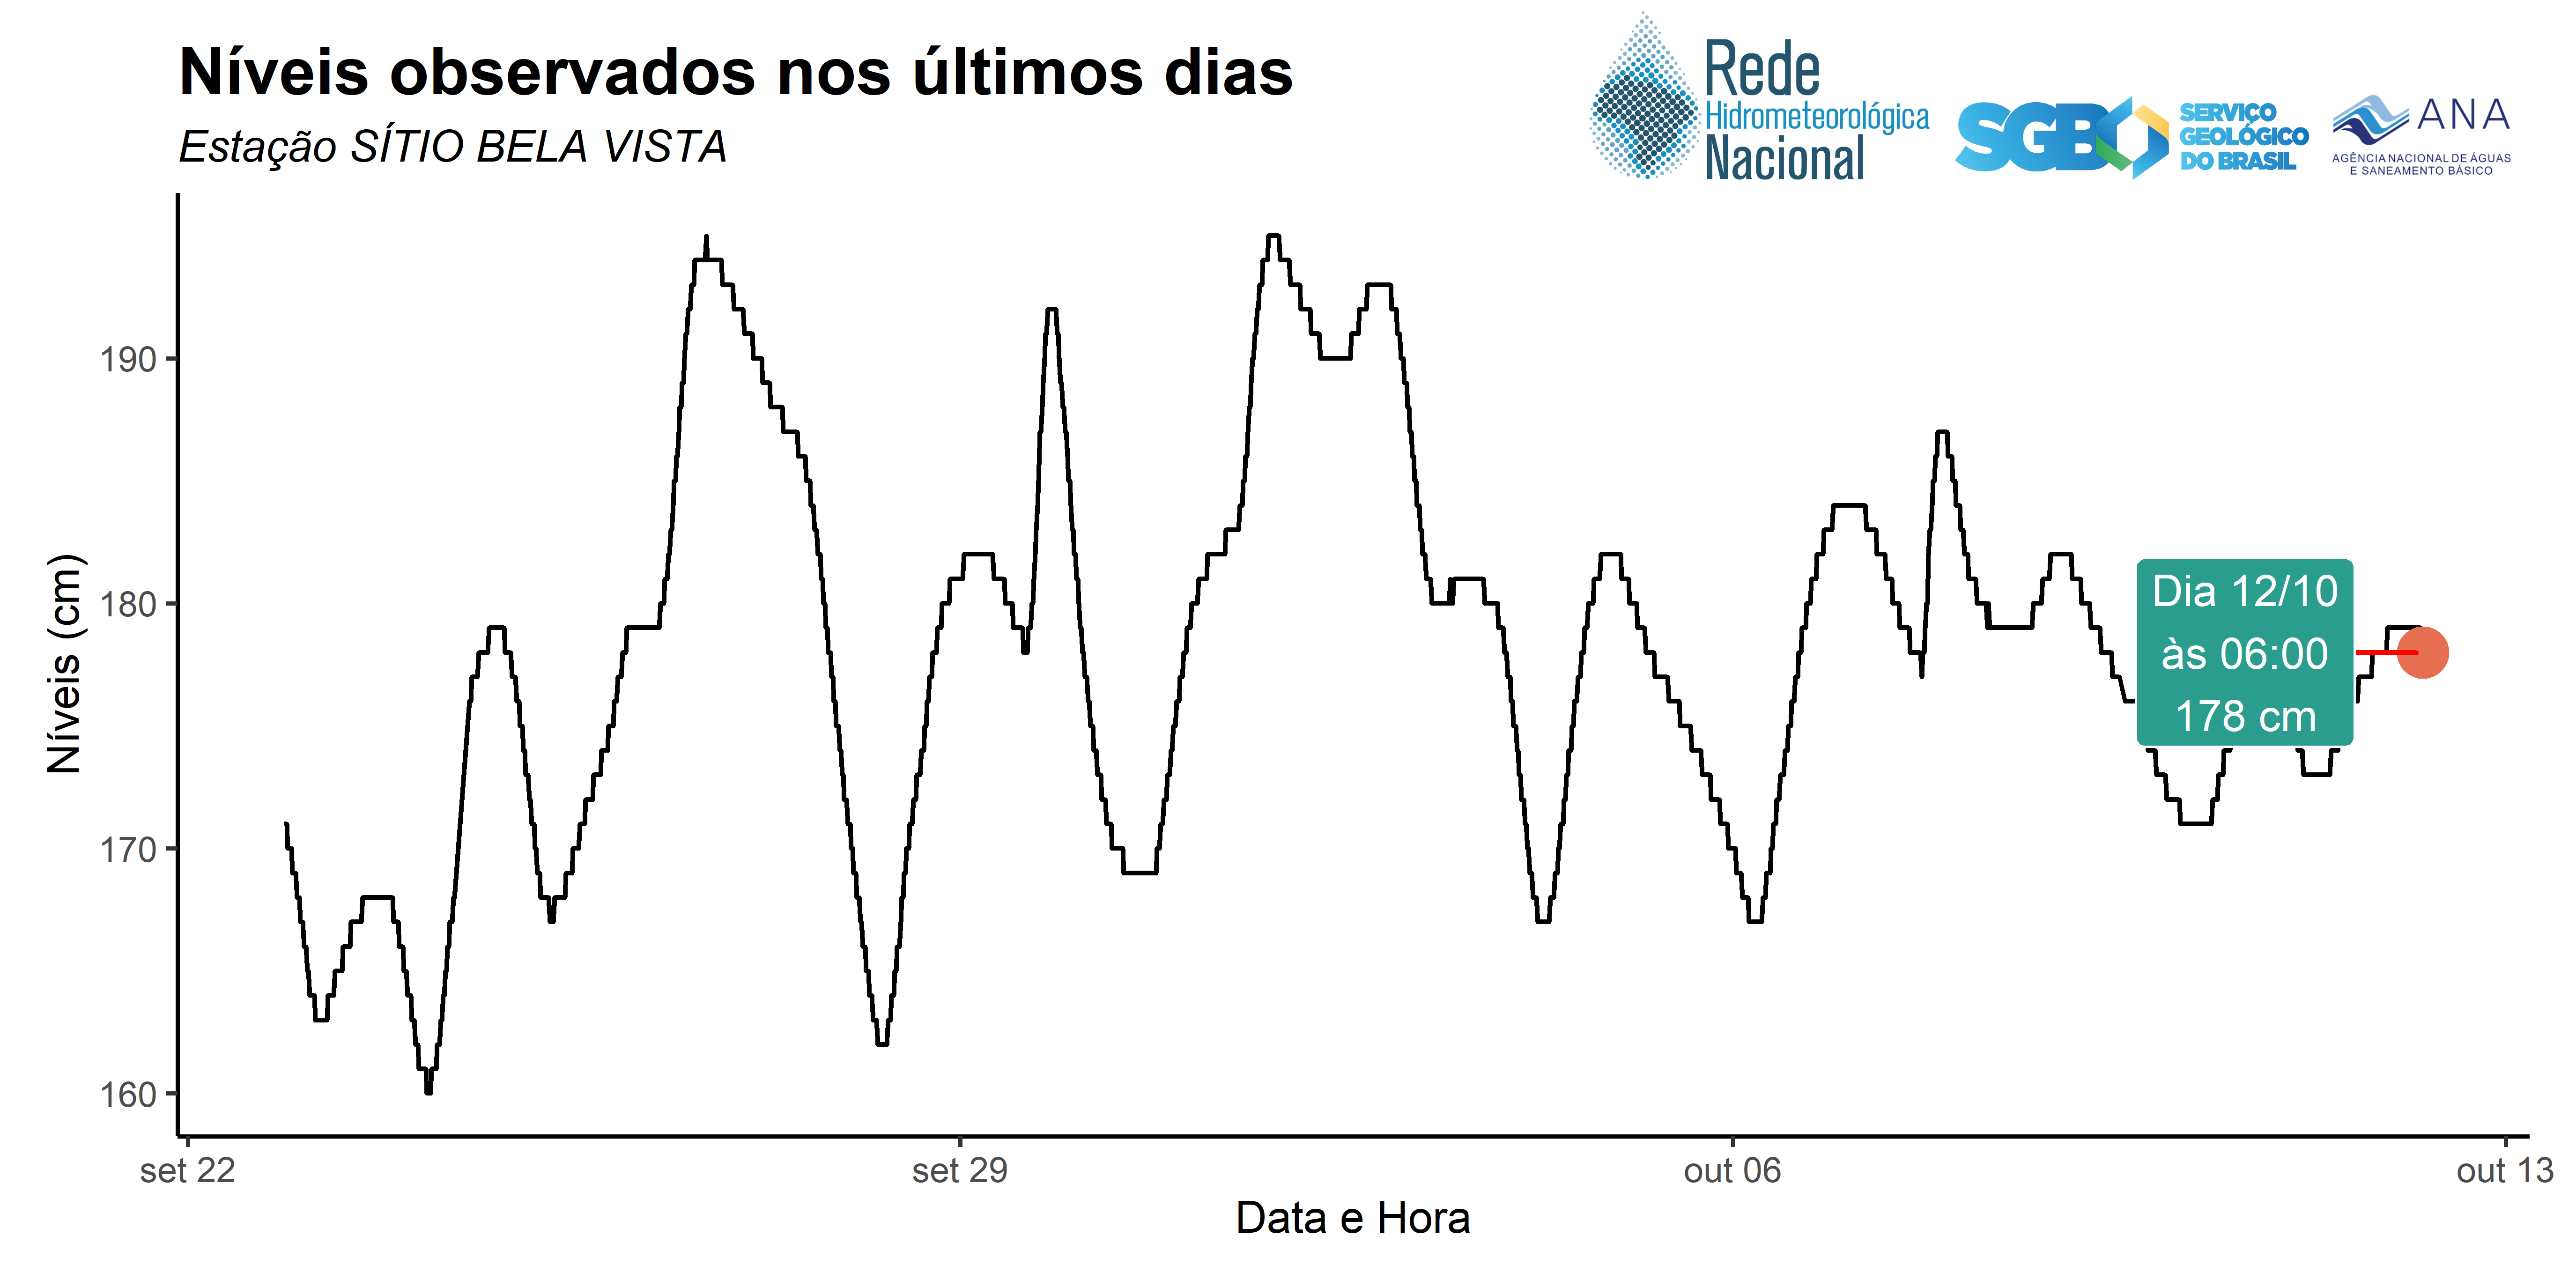 Níveis observados nos últimos dias
Estação SÍTIO BELA VISTA
Rede
Hidrometeorológica
Nacional
SGB
SERVIÇO
GEOLÓGICO
DO BRASIL
ANA
AGÊNCIA NACIONAL DE ÁGUAS
E SANEAMENTO BÁSICO
Níveis (cm)
190
180
170
160
Dia 12/10
às 06:00
178 cm
set 22
set 29
out 06
out 13
Data e Hora